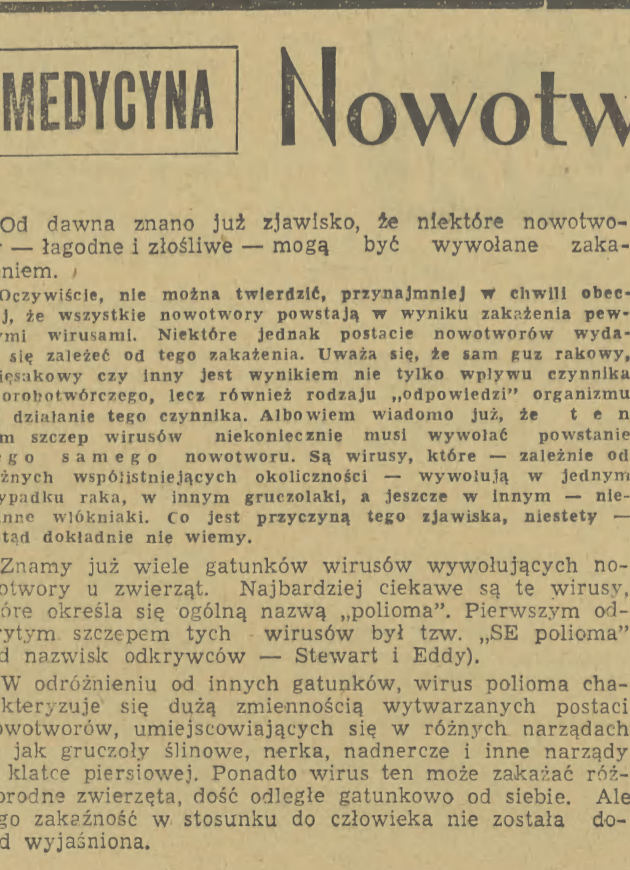 MEDYCYNA
Nowotw
Od dawna znano już zjawisko, że niektóre nowotwo-
— łagodne i złośliwe — mogą być wywołane zaka-
niem.
Oczywiście, nie można twierdzić, przynajmniej w chwili obec-
j, że wszystkie nowotwory powstają w wyniku zakażenia pew-
ymi wirusami. Niektóre jednak postacie nowotworów wyda-
się zależeć od tego zakażenia. Uważa się, że sam guz rakowy,
ięsakowy czy inny jest wynikiem nie tylko wpływu czynnika
orobotwórczego, lecz również rodzaju „odpowiedzi” organizmu
działanie tego czynnika. Albowiem wiadomo już, że t e n
m szczep wirusów niekoniecznie musi wywołać powstanie
e g o s a m e g o nowotworu. Są wirusy, które — zależnie od
żnych współistniejących okoliczności — wywołują w jednym
ypadku raka, w innym gruczolaki, a jeszcze w innym — nie-
nne włókniaki. Co jest przyczyną tego zjawiska, niestety —
tąd dokładnie nie wiemy.
Znamy już wiele gatunków wirusów wywołujących no-
otwory u zwierząt. Najbardziej ciekawe są te wirusy,
óre określa się ogólną nazwą „polioma”. Pierwszym od-
rytym szczepem tych wirusów był tzw. „SE polioma”
d nazwisk odkrywców — Stewart i Eddy).
W odróżnieniu od innych gatunków, wirus polioma cha-
kteryzuje się dużą zmiennością wytwarzanych postaci
owotworów, umiejscowiających się w różnych narządach
jak gruczoły ślinowe, nerka, nadnercze i inne narządy
klatce piersiowej. Ponadto wirus ten może zakażać róż-
orodne zwierzęta, dość odległe gatunkowo od siebie. Ale
go zakaźność w stosunku do człowieka nie została do-
d wyjaśniona.